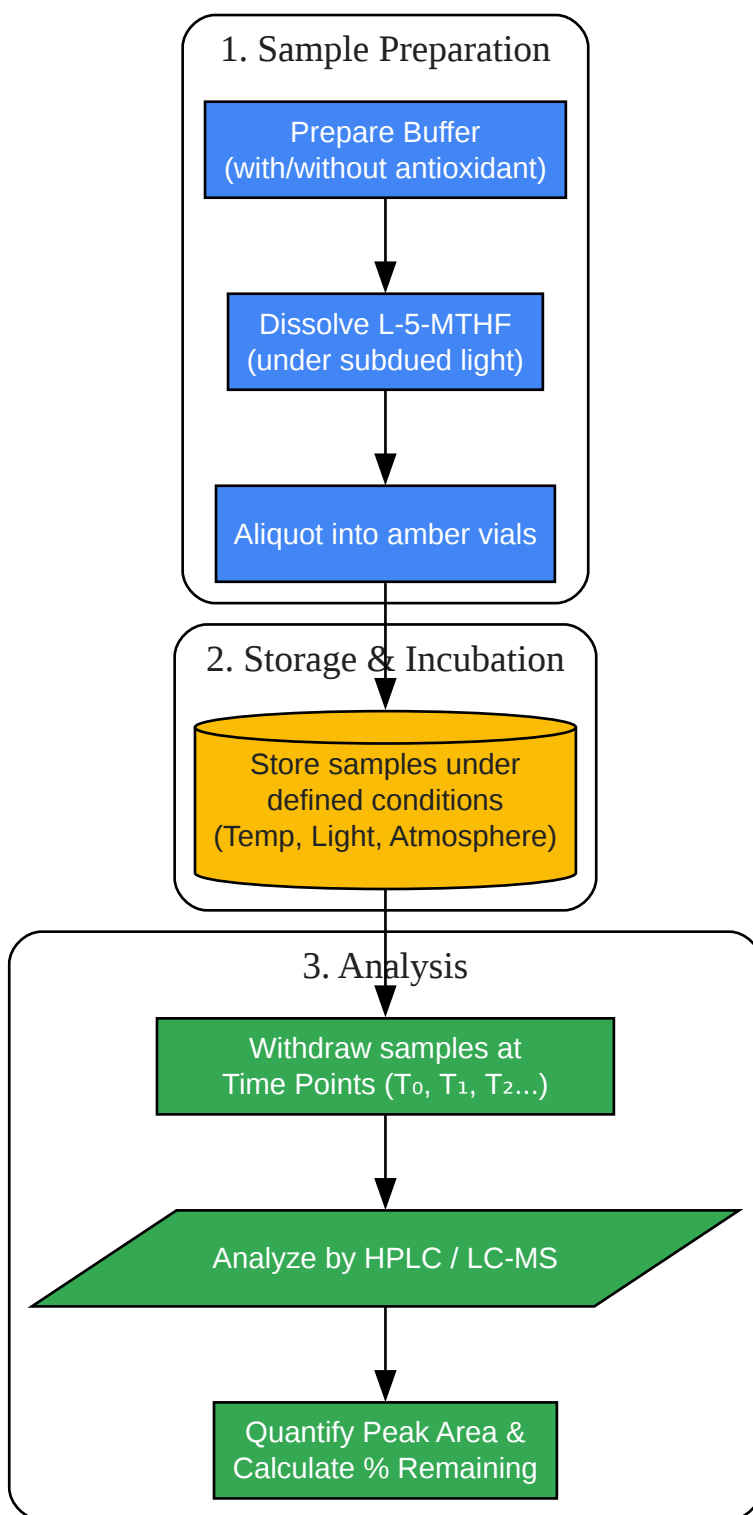 1. Sample Preparation
Prepare Buffer
(with/without antioxidant)
Dissolve L-5-MTHF
(under subdued light)
Aliquot into amber vials
2. Storage & Incubation
Store samples under
defined conditions
(Temp, Light, Atmosphere)
3. Analysis
Withdraw samples at
Time Points (T₀, T₁, T₂...)
Analyze by HPLC / LC-MS
Quantify Peak Area &
Calculate % Remaining